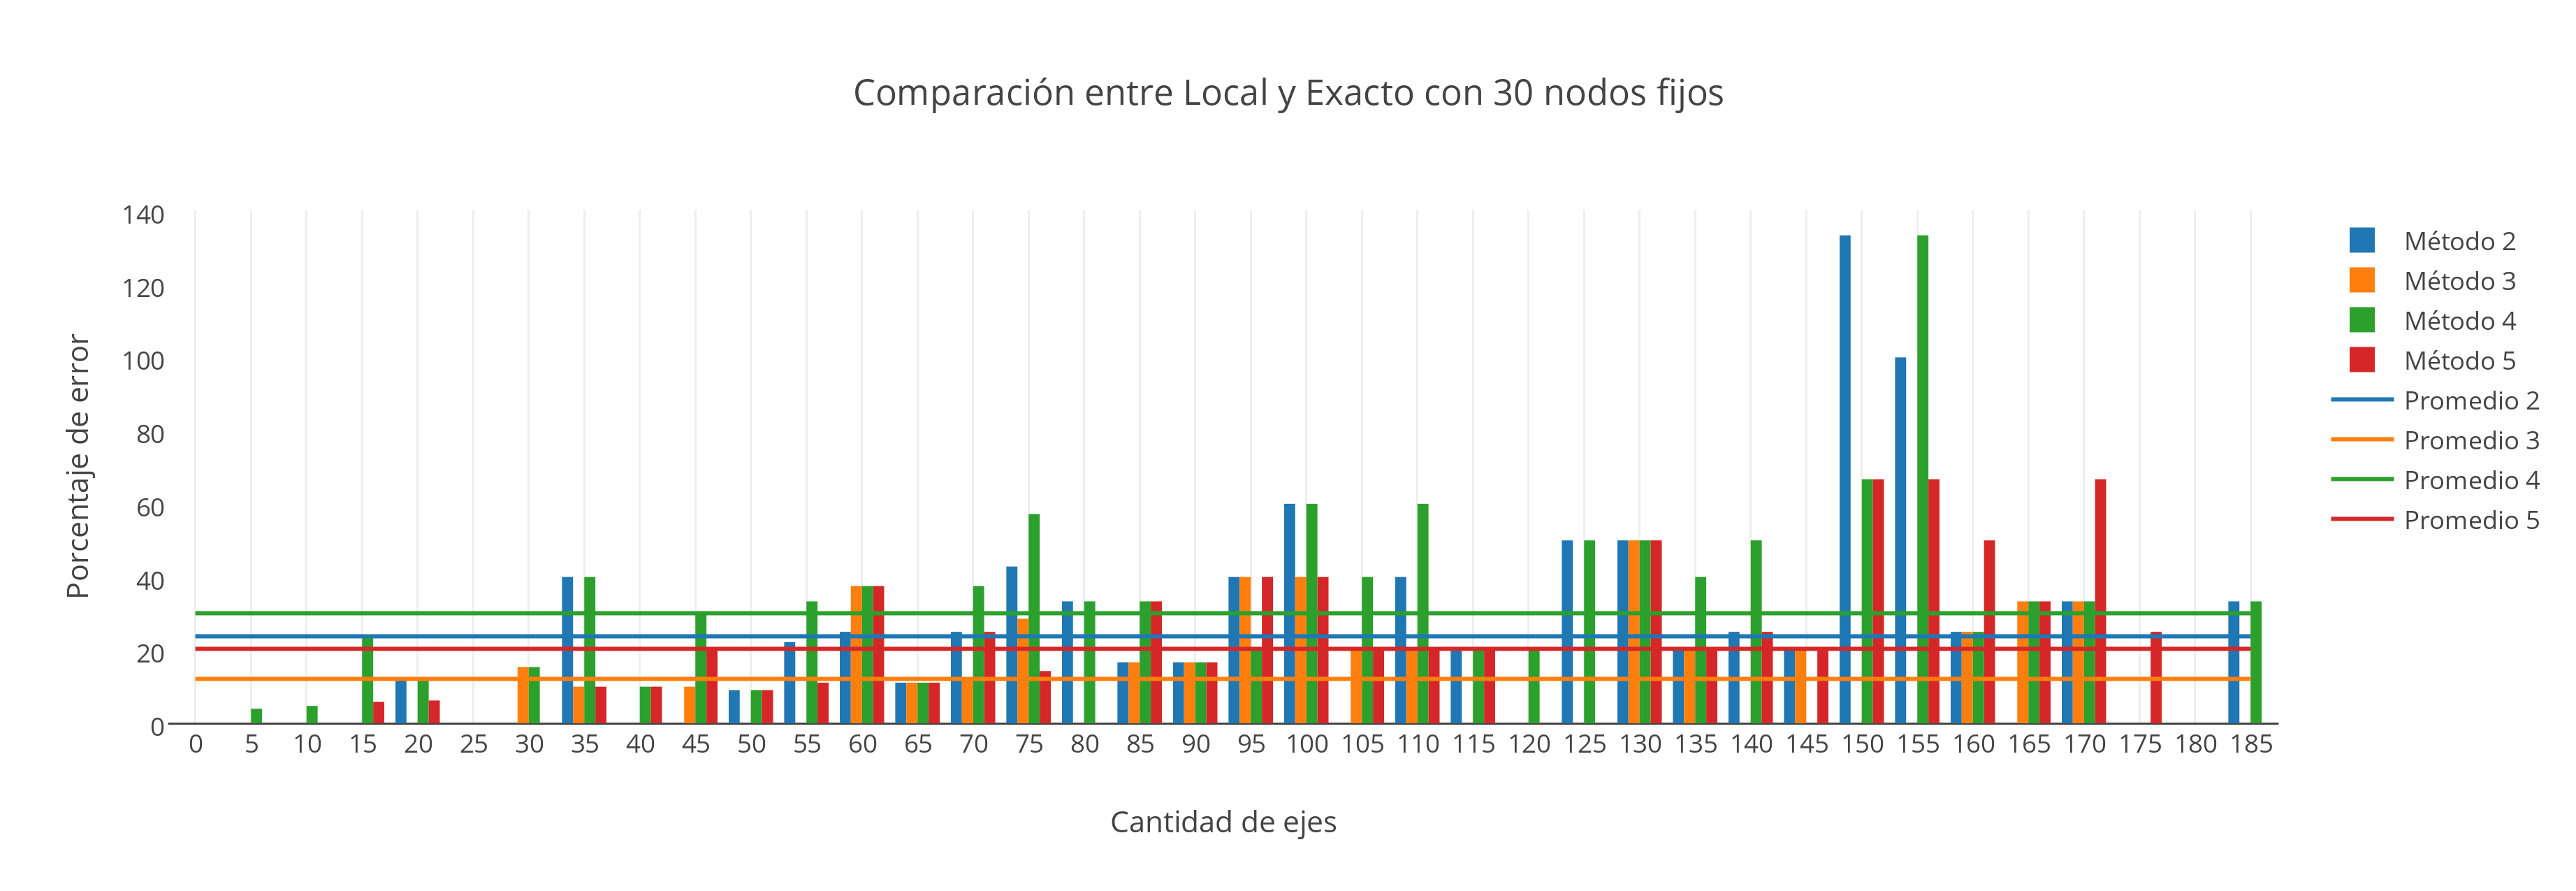 Comparación entre Local y Exacto con 30 nodos fijos
Porcentaje de error
140
120
100
80
60
40
20
0
0 5 10 15 20 25 30 35 40 45 50 55 60 65 70 75 80 85 90 95 100 105 110 115 120 125 130 135 140 145 150 155 160 165 170 175 180 185
Cantidad de ejes
Método 2
Método 3
Método 4
Método 5
Promedio 2
Promedio 3
Promedio 4
Promedio 5